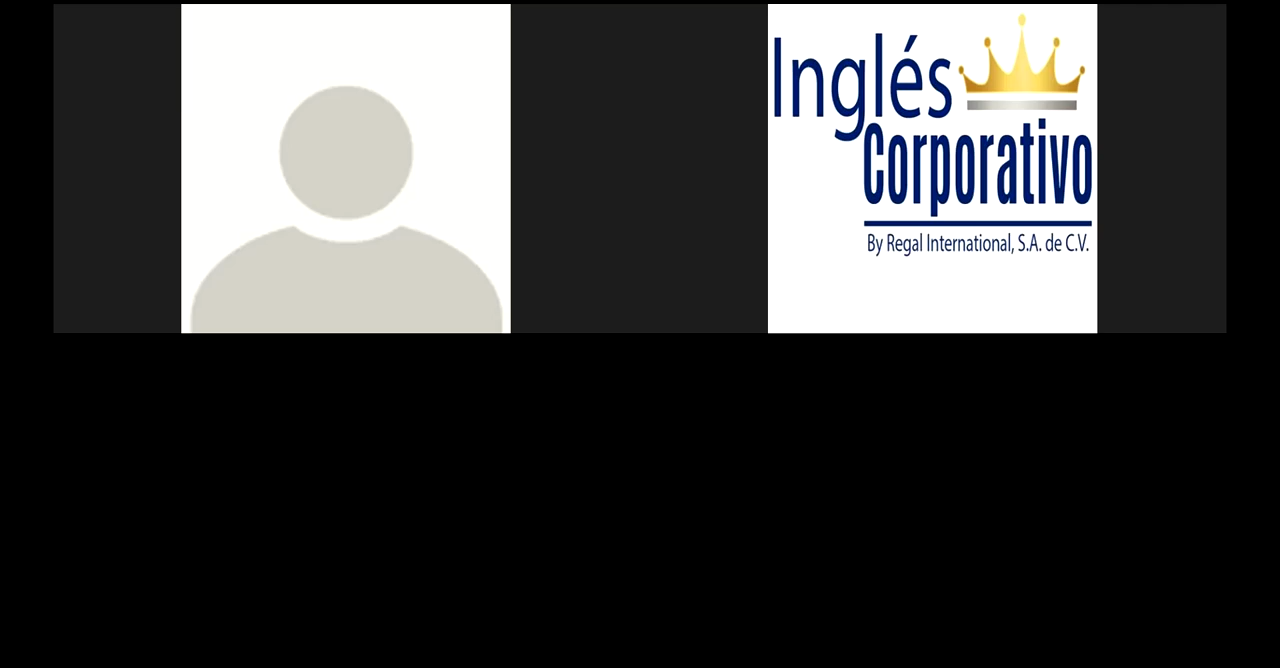 Inglés
Corporativo
By Regal International, S.A. de C.V.